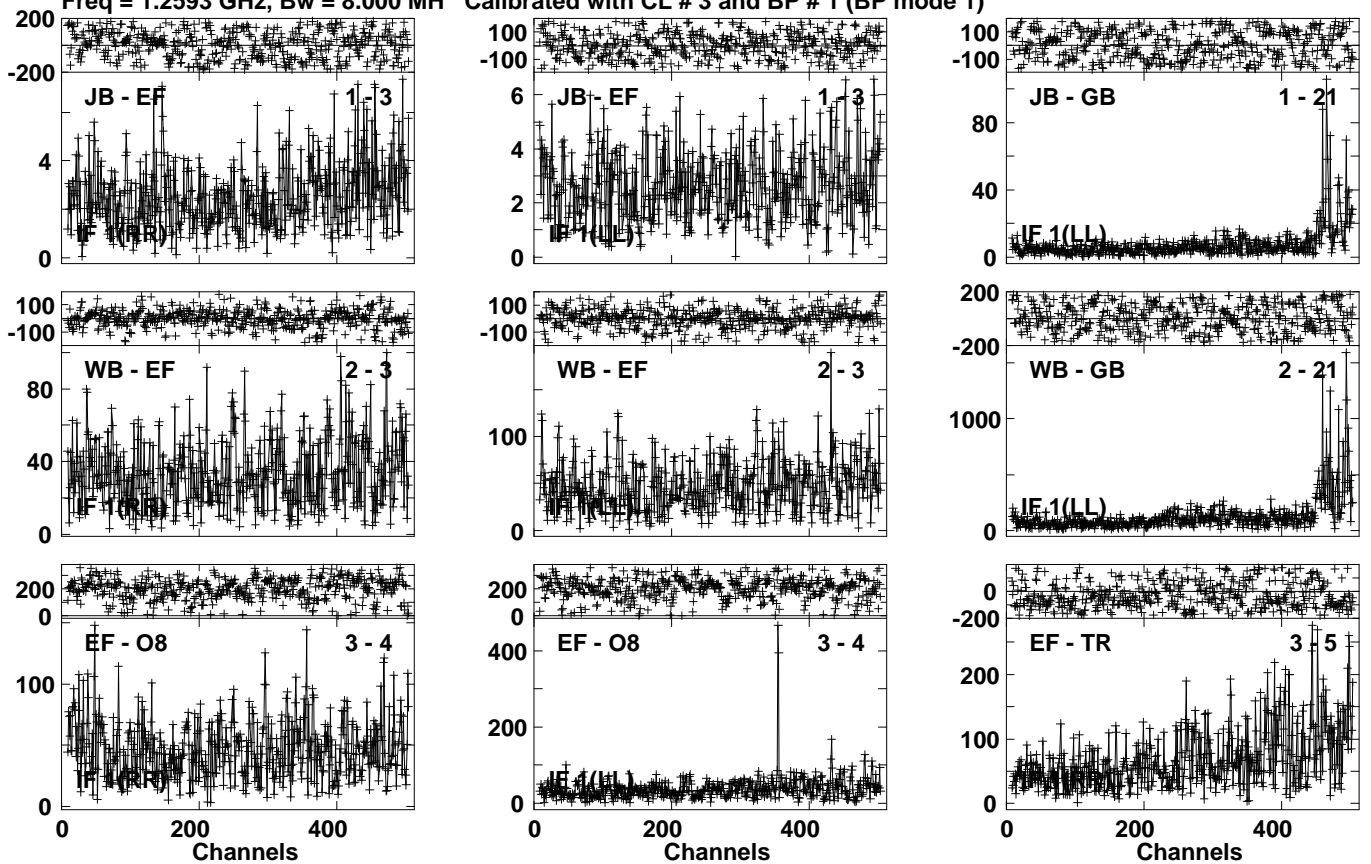 Freq = 1.2593 GHz, Bw = 8.000 MH Calibrated with CL # 3 and BP # 1 (BP mode 1)
200
-200
JB - EF 1 - 3
4
0
IF 1(RR)
100
-100
JB - EF 1 - 3
6
4
2
0
IF 1(LL)
100
-100
JB - GB 1 - 21
80
40
0
IF 1(LL)
100
-100
WB - EF 2 - 3
80
40
0
IF 1(RR)
100
-100
WB - EF 2 - 3
100
0
IF 1(LL)
200
-200
WB - GB 2 - 21
1000
0
IF 1(LL)
200
0
EF - O8 3 - 4
100
0
IF 1(RR)
0 200 400
Channels
200
0
EF - O8 3 - 4
400
200
0
IF 1(LL)
0 200 400
Channels
0
-200
EF - TR 3 - 5
200
100
0
0 200 400
Channels